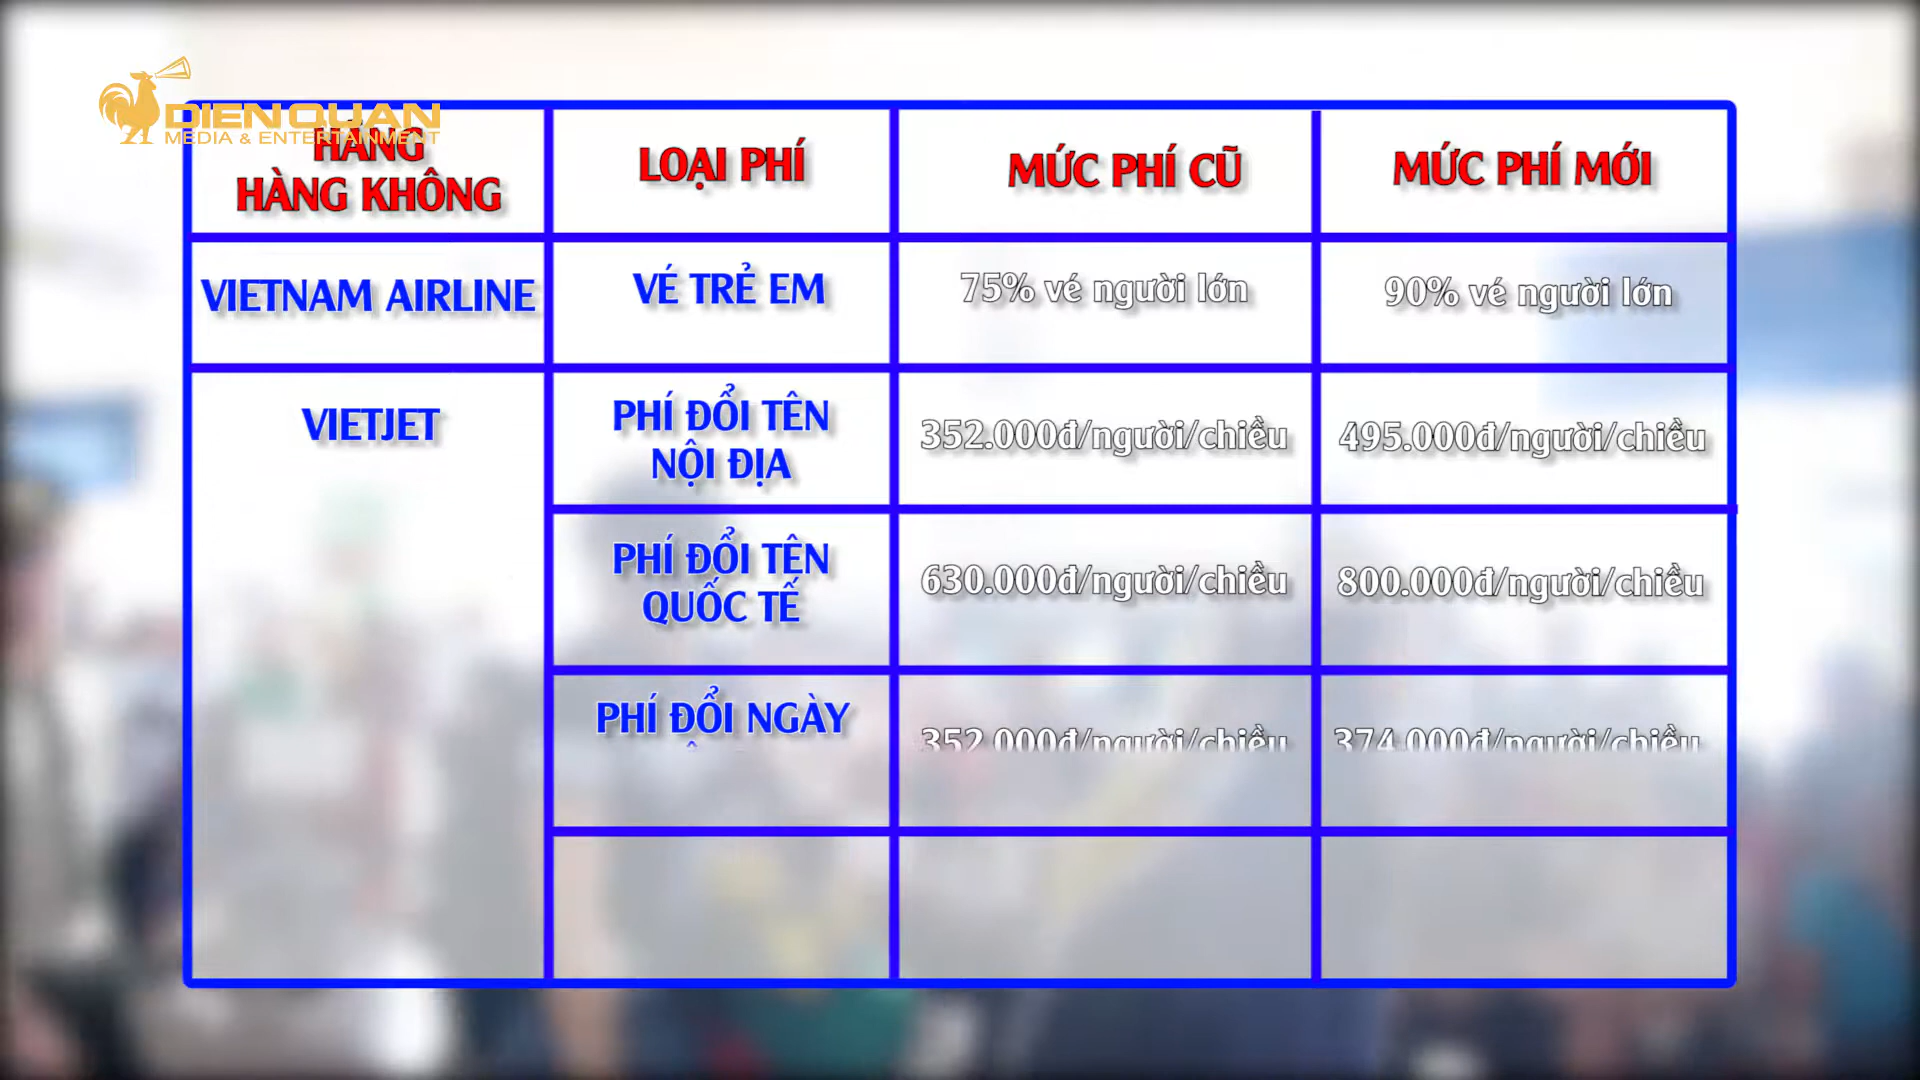 DIEN QUAN
MEDIA & ENTERTAINMENT
HÃNG
HÀNG KHÔNG
LOẠI PHÍ
MỨC PHÍ CŨ
MỨC PHÍ MỚI
VIETNAM AIRLINE
VÉ TRẺ EM
75% vé người lớn
90% vé người lớn
VIETJET
PHÍ ĐỔI TÊN
NỘI ĐỊA
352.000đ/người/chiều
495.000đ/người/chiều
PHÍ ĐỔI TÊN
QUỐC TẾ
630.000đ/người/chiều
800.000đ/người/chiều
PHÍ ĐỔI NGÀY
352.000đ/người/chiều
374.000đ/người/chiều